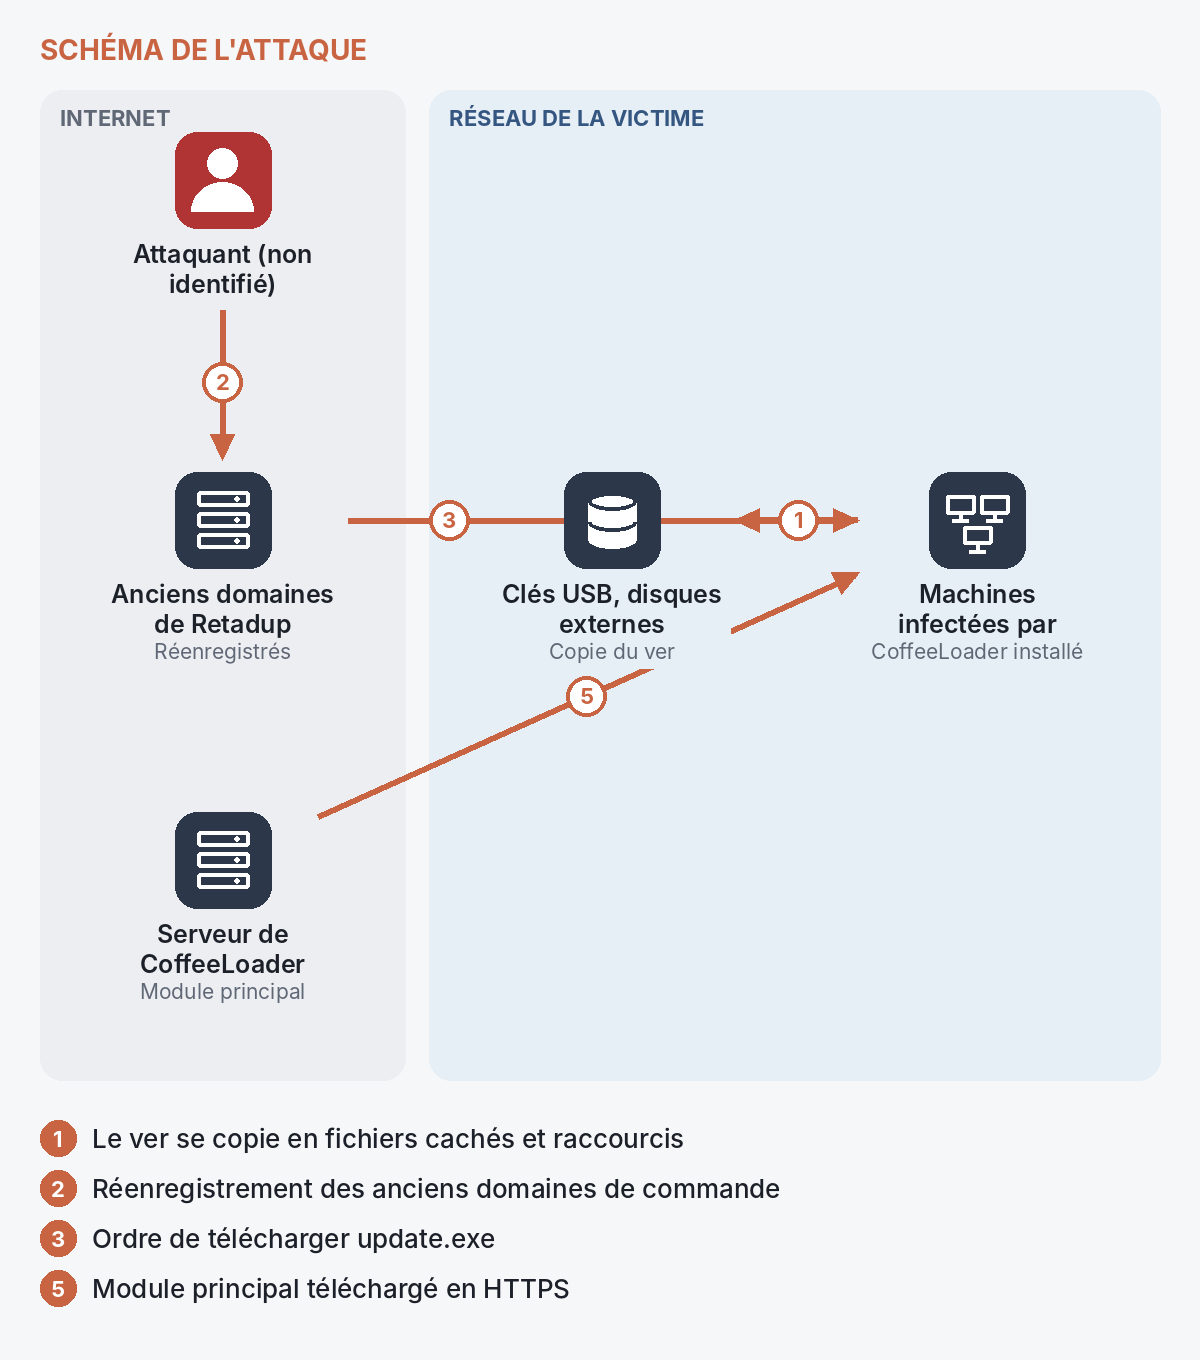 SCHÉMA DE L'ATTAQUE
INTERNET
RÉSEAU DE LA VICTIME
Attaquant (non
identifié)
2
3
1
Anciens domaines
de Retadup
Réenregistrés
Clés USB, disques
externes
Copie du ver
Machines
infectées par
CoffeeLoader installé
5
Serveur de
CoffeeLoader
Module principal
1 Le ver se copie en fichiers cachés et raccourcis
2 Réenregistrement des anciens domaines de commande
3 Ordre de télécharger update.exe
5 Module principal téléchargé en HTTPS